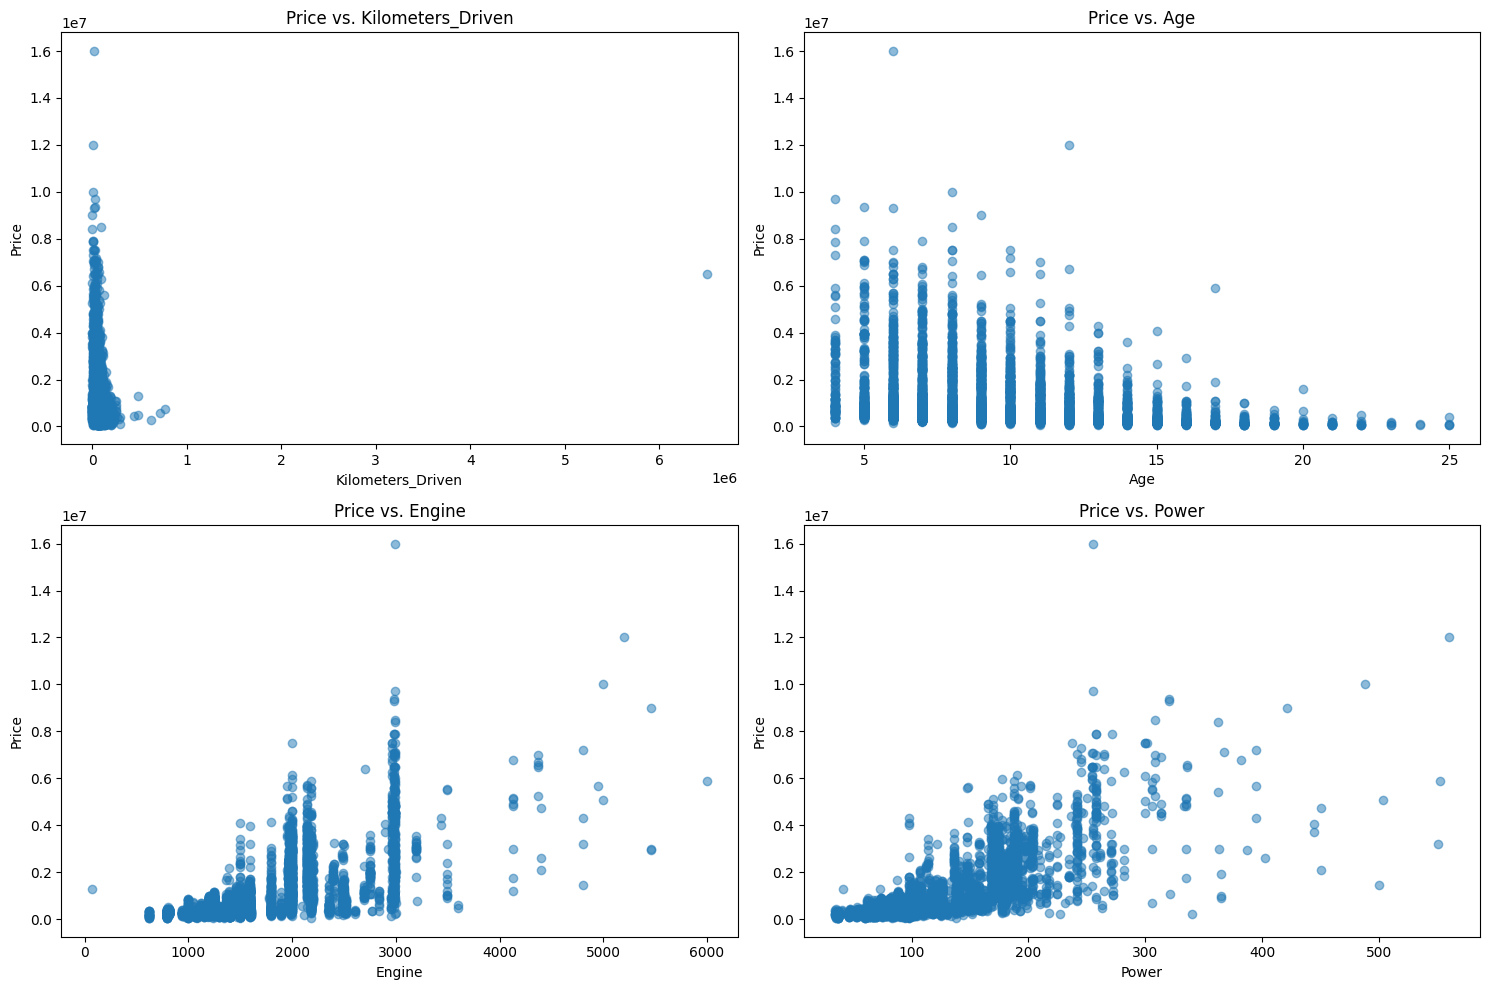 Price vs. Kilometers_Driven
1e7
1.6
1.4
1.2
1.0
0.8
0.6
0.4
0.2
0.0
Price
0 1 2 3 4 5 6
1e6
Kilometers_Driven
Price vs. Age
1e7
1.6
1.4
1.2
1.0
0.8
0.6
0.4
0.2
0.0
Price
5 10 15 20 25
Age
Price vs. Engine
1e7
1.6
1.4
1.2
1.0
0.8
0.6
0.4
0.2
0.0
Price
0 1000 2000 3000 4000 5000 6000
Engine
Price vs. Power
1e7
1.6
1.4
1.2
1.0
0.8
0.6
0.4
0.2
0.0
Price
100 200 300 400 500
Power